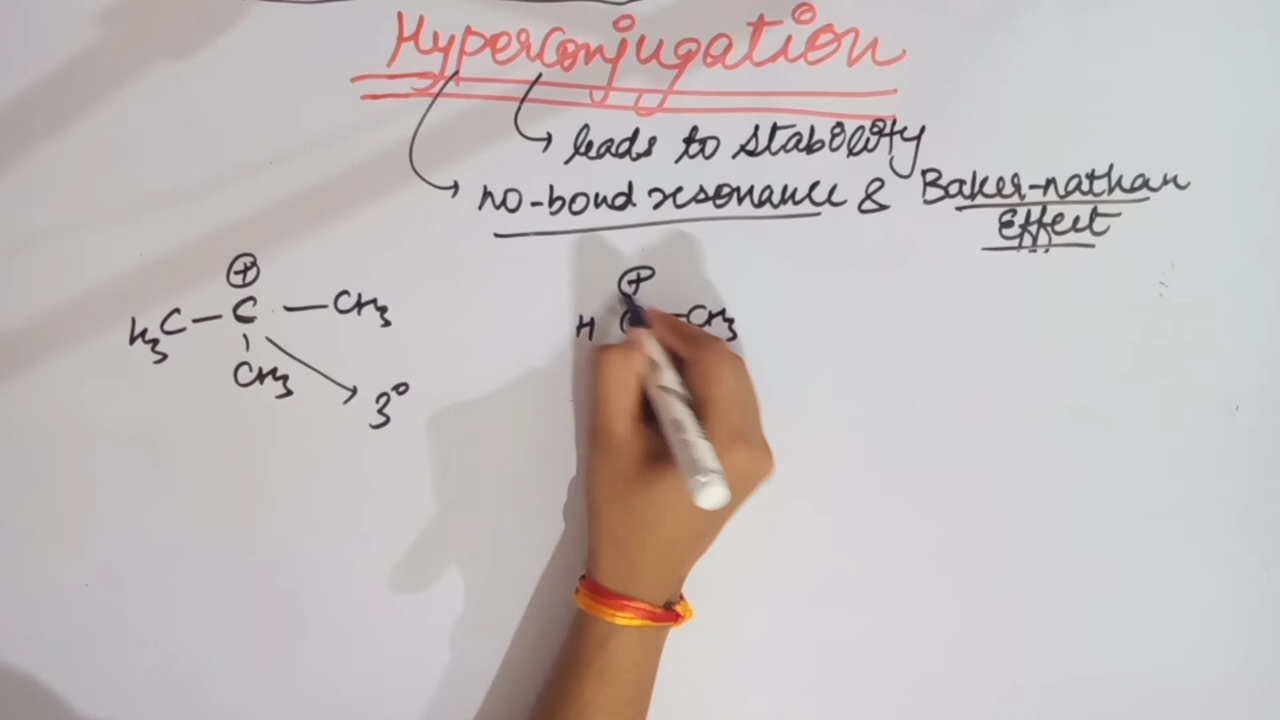 Hyperconjugation
leads to stability
no-bond resonance & Baker-nathan
Effect
⊕
H₃C - C - CH₃
CH₃
3°
⊕
H C - CH₃